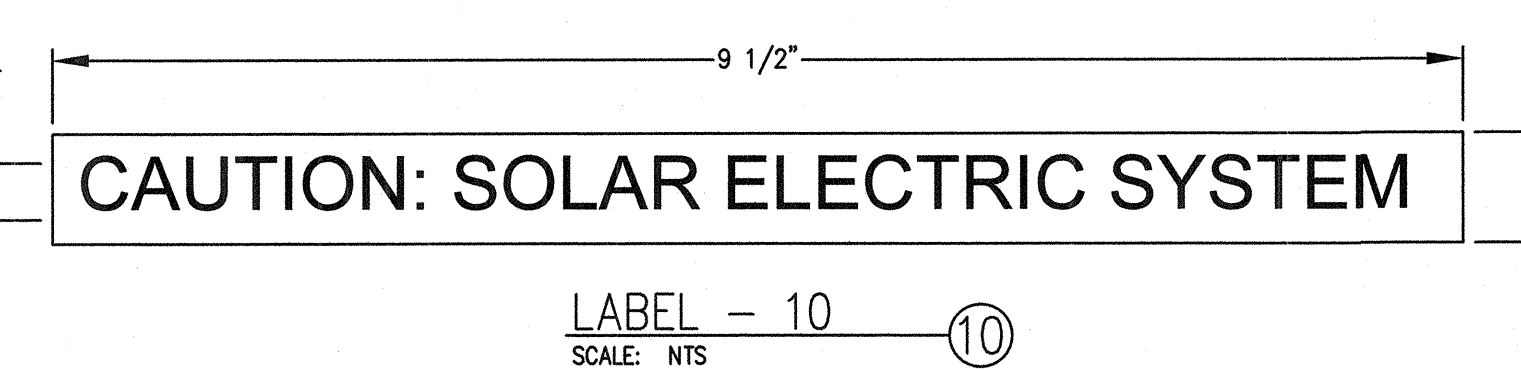 9 1/2"
CAUTION: SOLAR ELECTRIC SYSTEM
LABEL - 10
10
SCALE: NTS